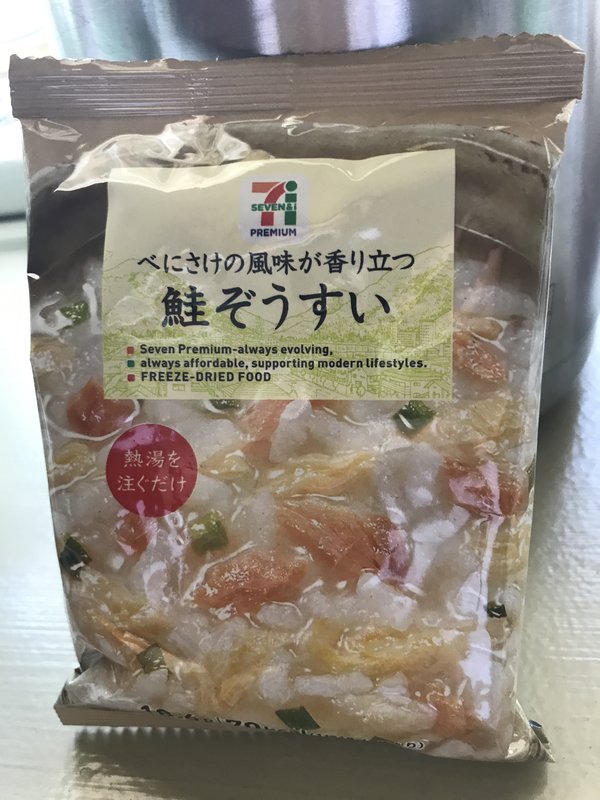 SEVEN&i
PREMIUM
べにさけの風味が香り立つ
鮭ぞうすい
Seven Premium-always evolving,
always affordable, supporting modern lifestyles.
FREEZE-DRIED FOOD
熱湯を
注ぐだけ